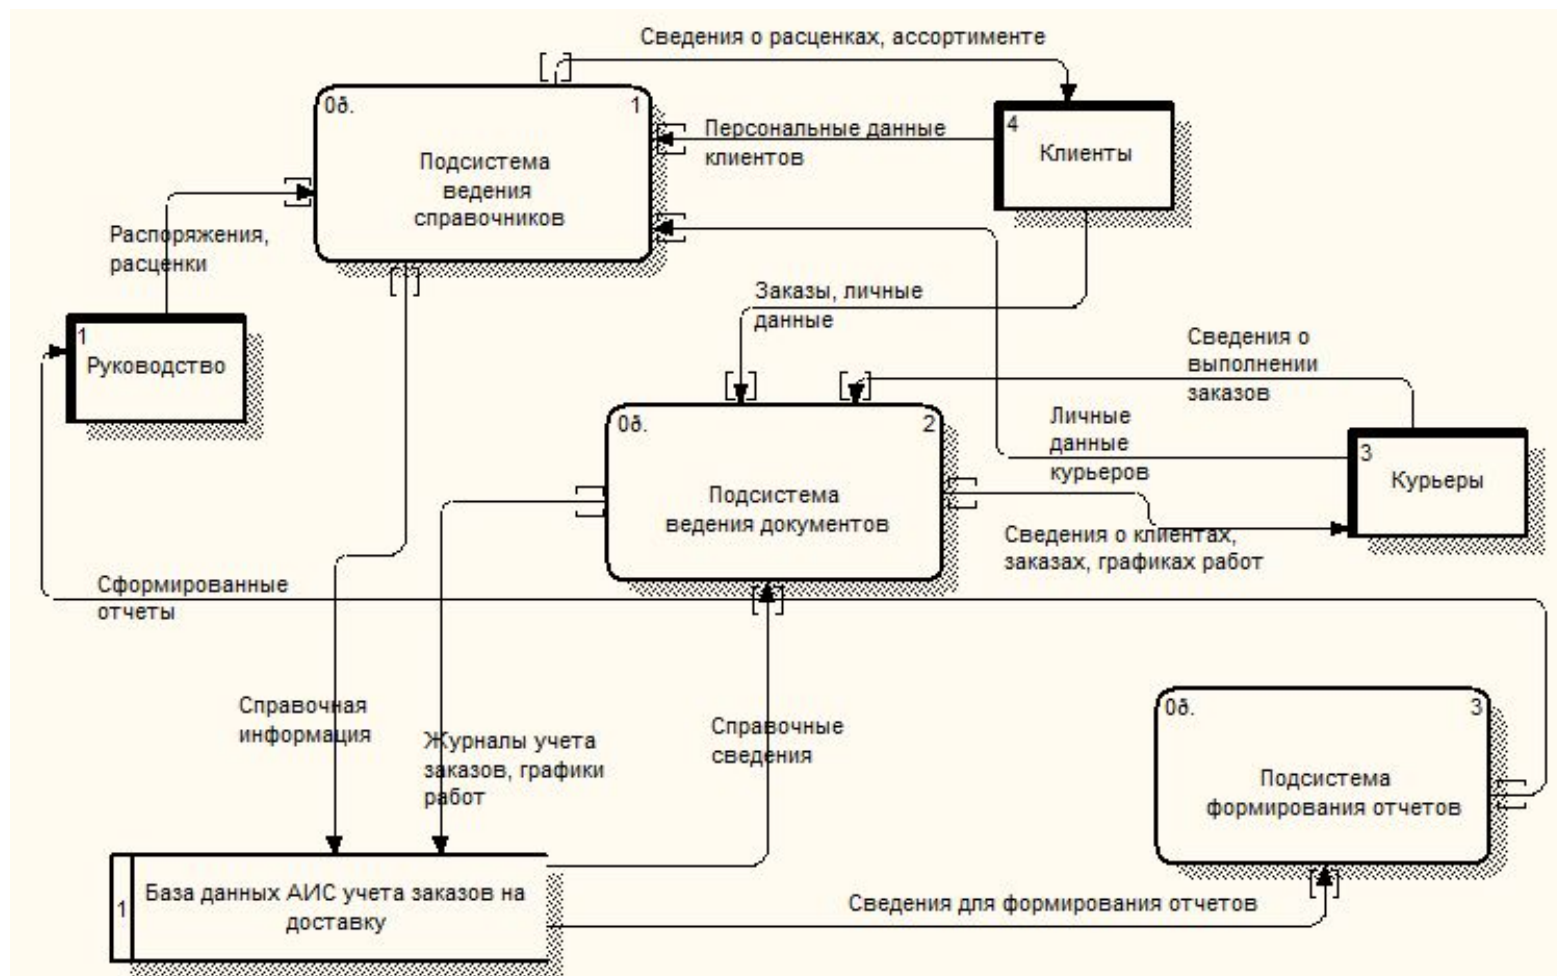 Сведения о расценках, ассортименте
0д.
1
Подсистема
ведения
справочников
Персональные данные
клиентов
4
Клиенты
Распоряжения,
расценки
1
Руководство
Заказы, личные
данные
Сведения о
выполнении
заказов
0д.
2
Подсистема
ведения документов
Личные
данные
курьеров
3
Курьеры
Сведения о клиентах,
заказах, графиках работ
Сформированные
отчеты
Справочная
информация
Журналы учета
заказов, графики
работ
Справочные
сведения
0д.
3
Подсистема
формирования отчетов
1
База данных АИС учета заказов на
доставку
Сведения для формирования отчетов